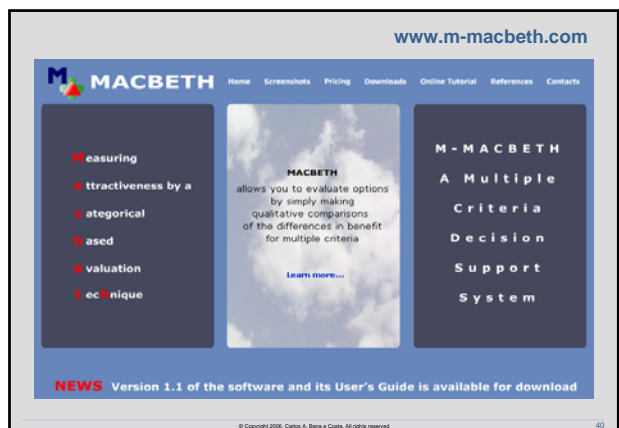 www.m-macbeth.com
MACBETH
Home Screenshots Pricing Downloads Online Tutorial References Contacts
Measuring
attractiveness by a
categorical
based
evaluation
technique
MACBETH
allows you to evaluate options
by simply making
qualitative comparisons
of the differences in benefit
for multiple criteria
Learn more...
M-MACBETH
A Multiple
Criteria
Decision
Support
System
NEWS Version 1.1 of the software and its User's Guide is available for download
© Copyright 2006, Carlos A. Bana e Costa. All rights reserved
40